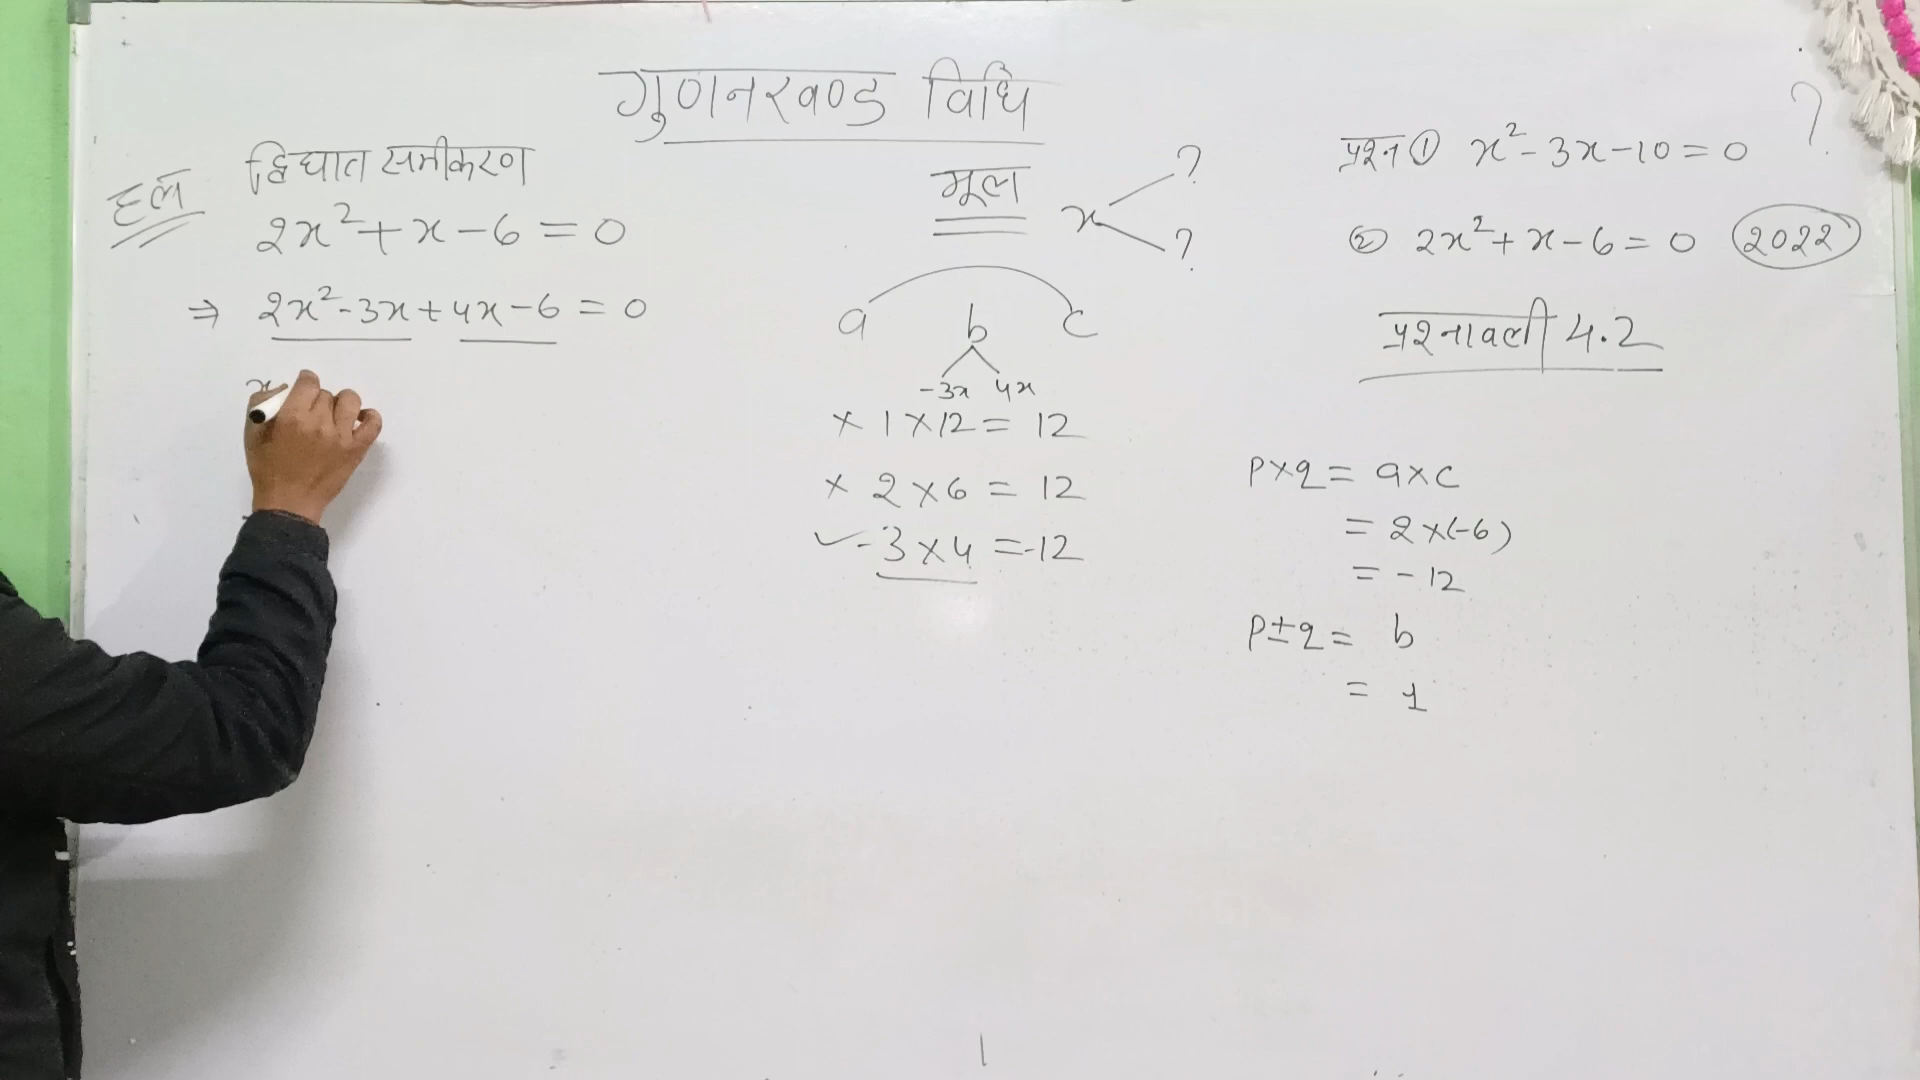 गुणनखण्ड विधि
हल द्विघात समीकरण
2x² + x - 6 = 0
⇒ 2x² - 3x + 4x - 6 = 0
x
मूल x ? ?
a b c
-3x 4x
× 1 × 12 = 12
× 2 × 6 = 12
✓ -3 × 4 = -12
प्रश्न ① x² - 3x - 10 = 0 ?
② 2x² + x - 6 = 0 2022
प्रश्नावली 4.2
p × q = a × c
= 2 × (-6)
= -12
p ± q = b
= 1